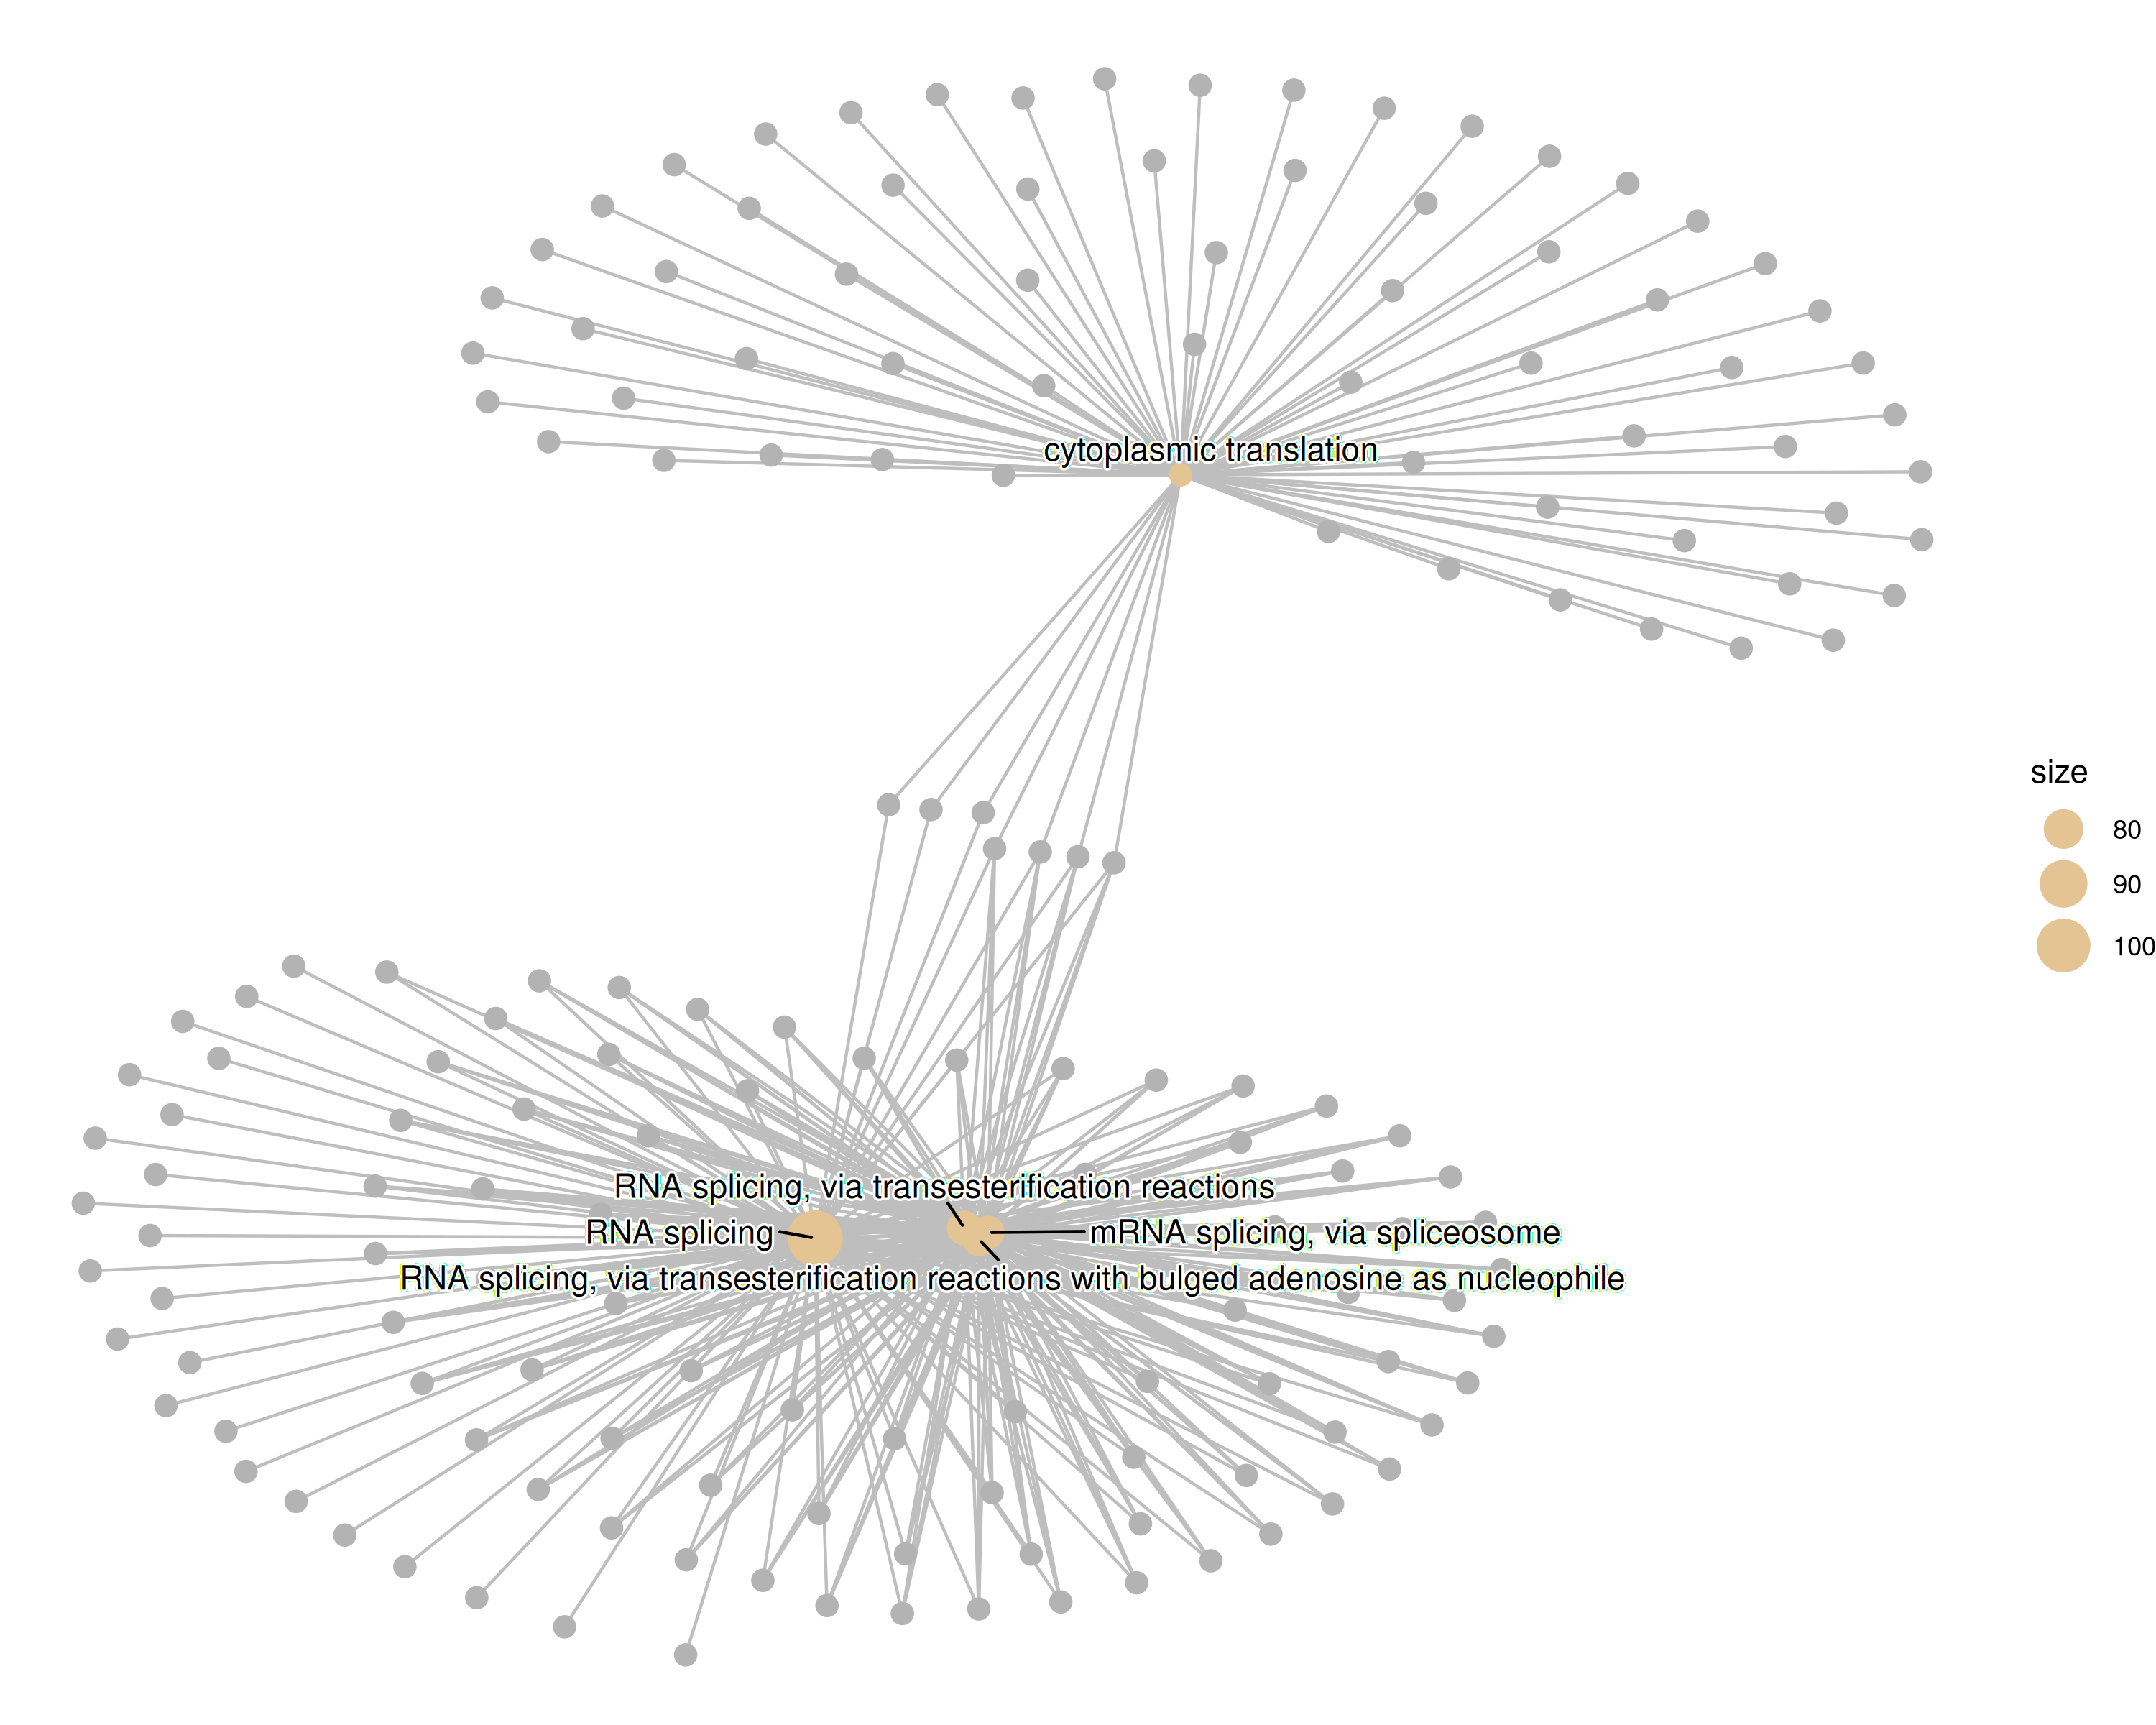 cytoplasmic translation
size
80
90
100
RNA splicing, via transesterification reactions
RNA splicing
mRNA splicing, via spliceosome
RNA splicing, via transesterification reactions with bulged adenosine as nucleophile